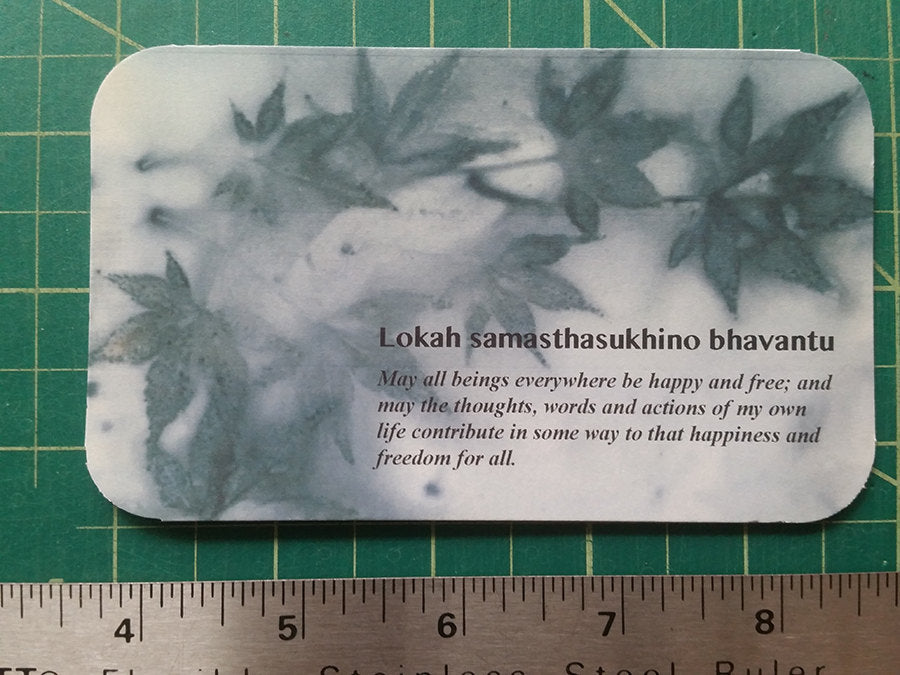 Lokah samasthasukhino bhavantu
May all beings everywhere be happy and free; and
may the thoughts, words and actions of my own
life contribute in some way to that happiness and
freedom for all.
4 5 6 7 8
Stainless Steel Ruler